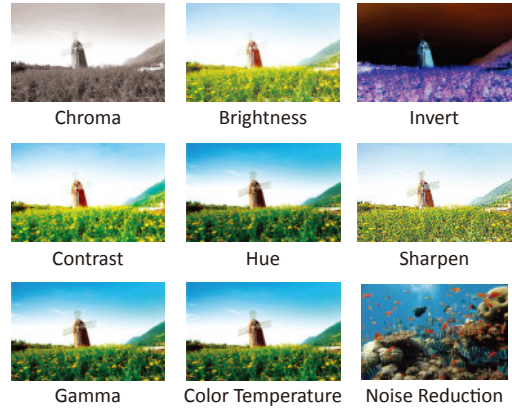 Chroma
Brightness
Invert
Contrast
Hue
Sharpen
Gamma
Color Temperature
Noise Reduction